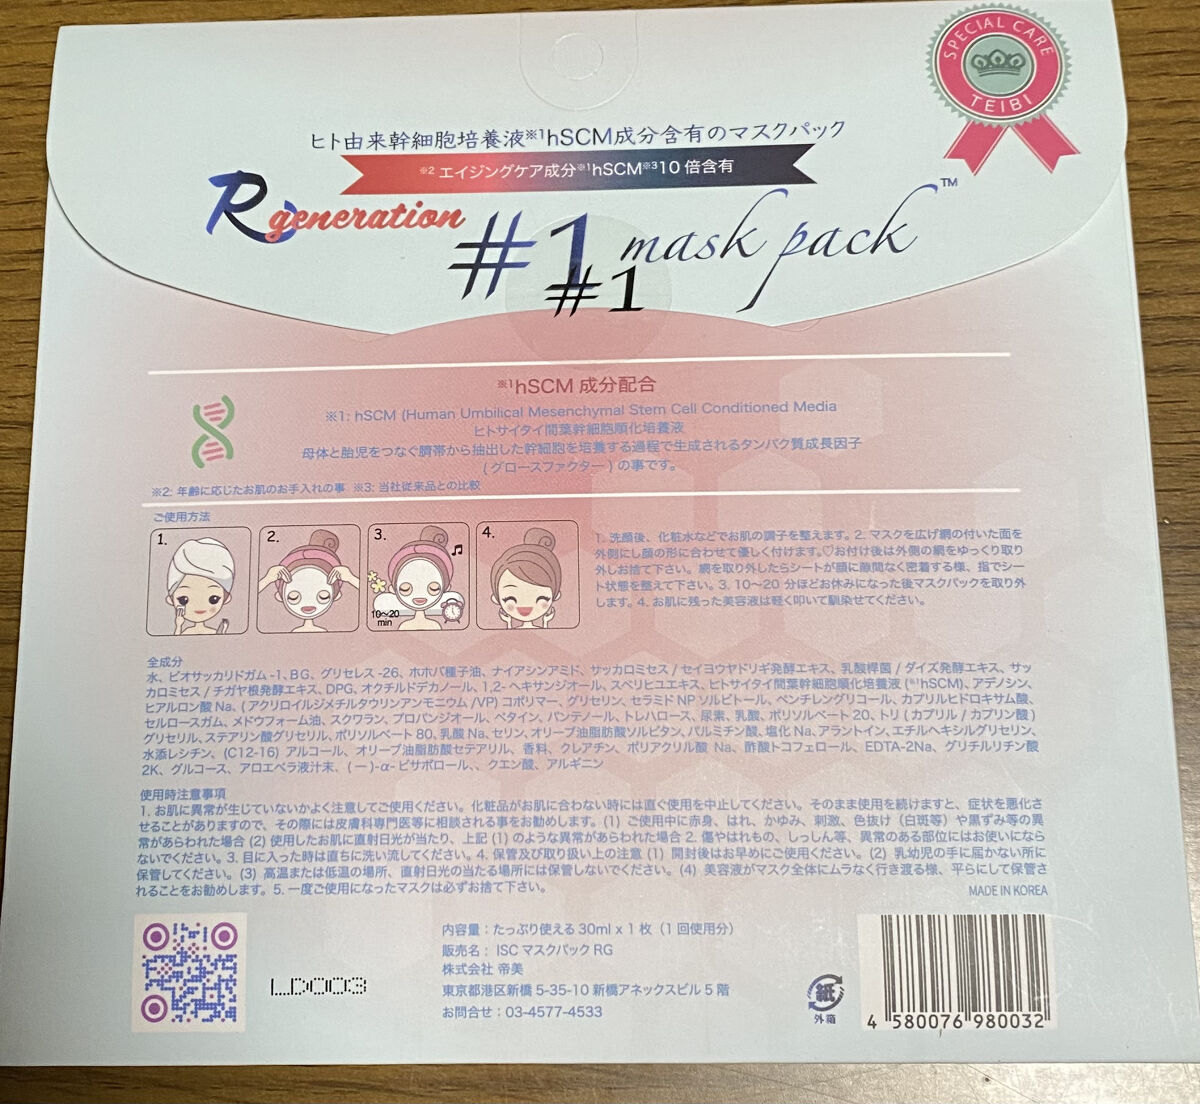 SPECIAL CARE
TEIBI
ヒト由来幹細胞培養液※1hSCM成分含有のマスクパック
※2 エイジングケア成分※1hSCM※310 倍含有
Rgeneration #1 mask pack™
#1
※1hSCM 成分配合
※1: hSCM (Human Umbilical Mesenchymal Stem Cell Conditioned Media
ヒトサイタイ間葉幹細胞順化培養液
母体と胎児をつなぐ臍帯から抽出した幹細胞を培養する過程で生成されるタンパク質成長因子
(グロースファクター) の事です。
※2: 年齢に応じたお肌のお手入れの事 ※3: 当社従来品との比較
ご使用方法
1.
2.
3.
10~20
min
4.
1. 洗顔後、化粧水などでお肌の調子を整えます。2. マスクを広げ網の付いた面を
外側にし顔の形に合わせて優しく付けます。♡お付け後は外側の網をゆっくり取り
外しお捨て下さい。網を取り外したらシートが顔に隙間なく密着する様、指でシー
ト状態を整えて下さい。3. 10〜20 分ほどお休みになった後マスクパックを取り外
します。4. お肌に残った美容液は軽く叩いて馴染せてください。
全成分
水、ビオサッカリドガム -1、BG、グリセレス -26、ホホバ種子油、ナイアシンアミド、サッカロミセス / セイヨウヤドリギ発酵エキス、乳酸桿菌 / ダイズ発酵エキス、サッ
カロミセス / チガヤ根発酵エキス、DPG、オクチルドデカノール、1,2- ヘキサンジオール、スベリヒユエキス、ヒトサイタイ間葉幹細胞順化培養液 (※1hSCM)、アデノシン、
ヒアルロン酸 Na、(アクリロイルジメチルタウリンアンモニウム /VP) コポリマー、グリセリン、セラミド NP ソルビトール、ペンチレングリコール、カプリルヒドロキサム酸、
セルロースガム、メドウフォーム油、スクワラン、プロパンジオール、ベタイン、パンテノール、トレハロース、尿素、乳酸、ポリソルベート 20、トリ (カプリル / カプリン酸)
グリセリル、ステアリン酸グリセリル、ポリソルベート 80、乳酸 Na、セリン、オリーブ油脂肪酸ソルビタン、パルミチン酸、塩化 Na、アラントイン、エチルヘキシルグリセリン、
水添レシチン、(C12-16) アルコール、オリーブ油脂肪酸セテアリル、香料、クレアチン、ポリアクリル酸 Na、酢酸トコフェロール、EDTA-2Na、グリチルリチン酸
2K、グルコース、アロエベラ液汁末、(－)-α- ビサボロール、、クエン酸、アルギニン
使用時注意事項
1. お肌に異常が生じていないかよく注意してご使用ください。化粧品がお肌に合わない時には直ぐ使用を中止してください。そのまま使用を続けますと、症状を悪化さ
せることがありますので、その際には皮膚科専門医等に相談される事をお勧めします。(1) ご使用中に赤身、はれ、かゆみ、刺激、色抜け (白斑等) や黒ずみ等の異
常があらわれた場合 (2) 使用したお肌に直射日光が当たり、上記 (1) のような異常があらわれた場合 2. 傷やはれもの、しっしん等、異常のある部位にはお使いになら
ないでください。3. 目に入った時は直ちに洗い流してください。4. 保管及び取り扱い上の注意 (1) 開封後はお早めにご使用ください。(2) 乳幼児の手に届かない所に
保管してください。(3) 高温または低温の場所、直射日光の当たる場所には保管しないでください。(4) 美容液がマスク全体にムラなく行き渡る様、平らにして保管さ
れることをお勧めします。5. 一度ご使用になったマスクは必ずお捨て下さい。
MADE IN KOREA
LD003
内容量：たっぷり使える 30ml x 1 枚（1 回使用分）
販売名： ISC マスクパック RG
株式会社 帝美
東京都港区新橋 5-35-10 新橋アネックスビル 5 階
お問合せ：03-4577-4533
紙
外箱
4 580076 980032